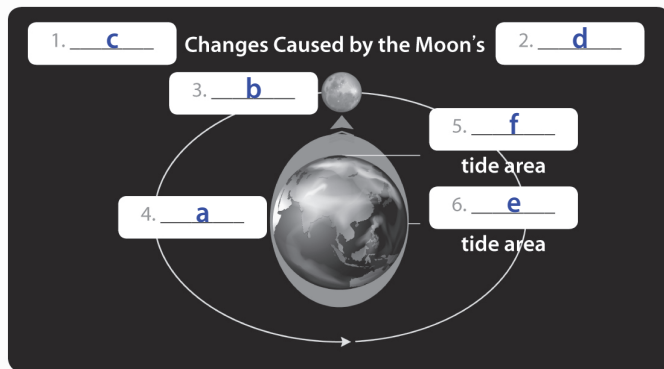 1. c Changes Caused by the Moon's 2. d
3. b
5. f
tide area
4. a
6. e
tide area